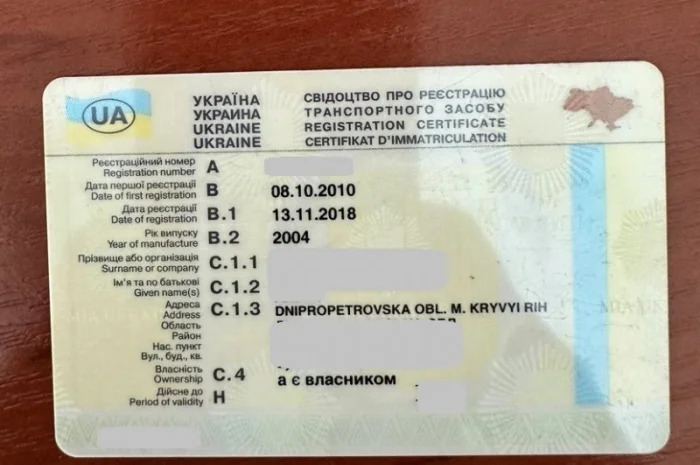 UA
УКРАЇНА
УКРАИНА
UKRAINE
UKRAINE
СВІДОЦТВО ПРО РЕЄСТРАЦІЮ
ТРАНСПОРТНОГО ЗАСОБУ
REGISTRATION CERTIFICATE
CERTIFIKAT D'IMMATRICULATION
Реєстраційний номер
Registration number A
Дата першої реєстрації
Date of first registration B 08.10.2010
Дата реєстрації
Date of registration B.1 13.11.2018
Рік випуску
Year of manufacture B.2 2004
Прізвище або організація
Surname or company C.1.1
Ім'я та по батькові
Given name(s) C.1.2
Адреса
Address C.1.3 DNIPROPETROVSKA OBL. M. KRYVYI RIH
Область
Район
Нас. пункт
Вул., буд., кв.
Власність
Ownership C.4 а є власником
Дійсне до
Period of validity H